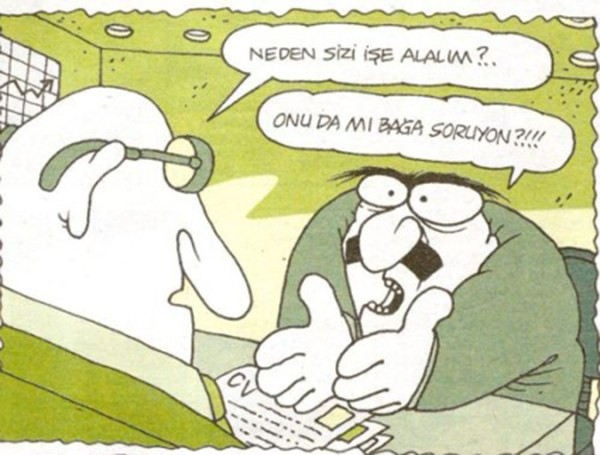 NEDEN SİZİ İŞE ALALIM?..
ONU DA MI BAĞA SORUYON?!!!
CV